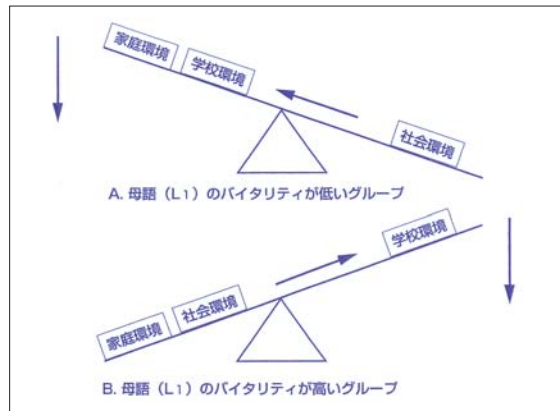 家庭環境
学校環境
社会環境
A. 母語（L1）のバイタリティが低いグループ
学校環境
社会環境
家庭環境
B. 母語（L1）のバイタリティが高いグループ